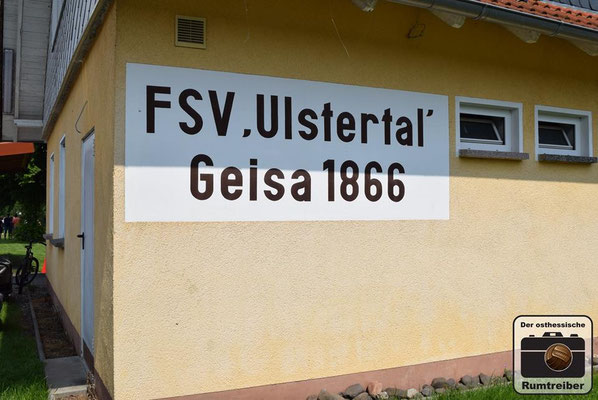 FSV ‚Ulstertal’
Geisa 1866
Der osthessische
Rumtreiber